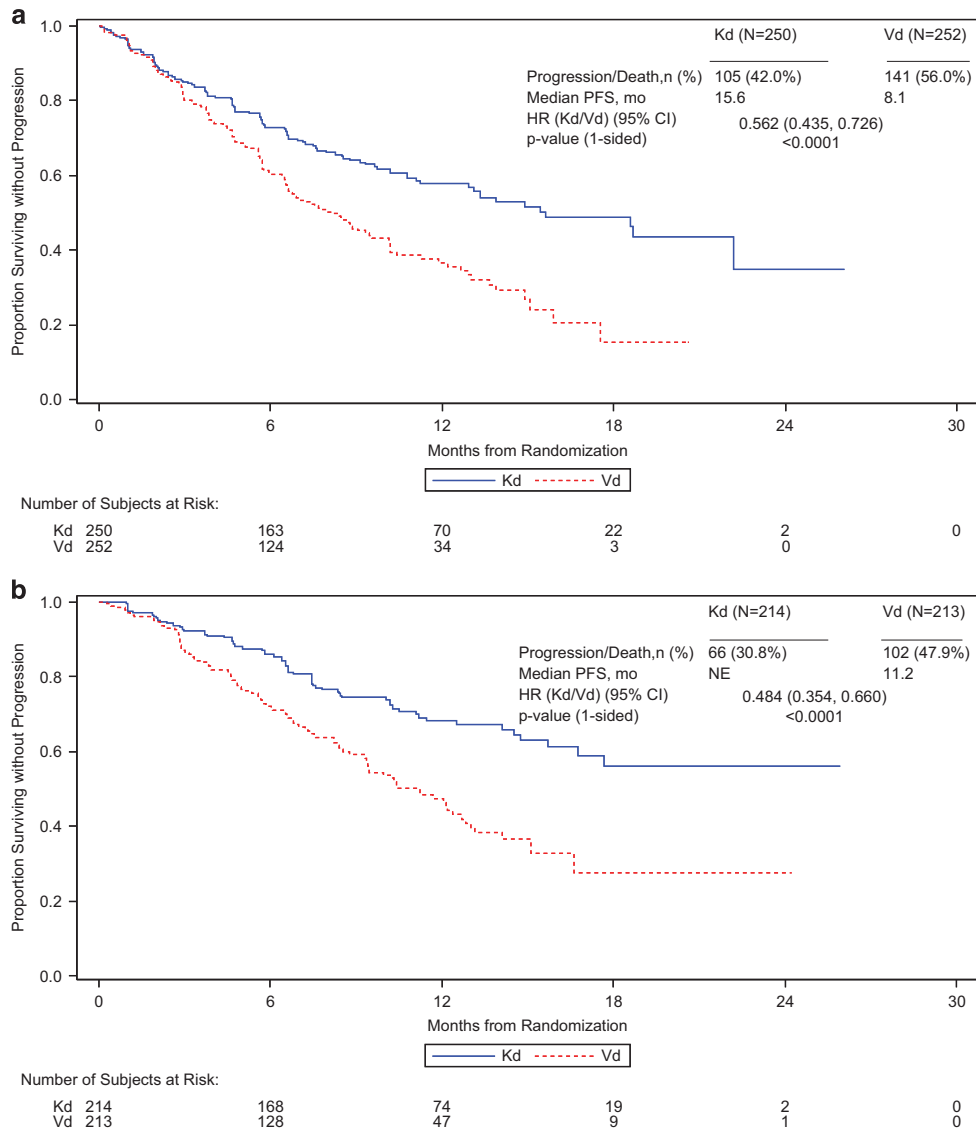 a
Kd (N=250) Vd (N=252)
Progression/Death,n (%) 105 (42.0%) 141 (56.0%)
Median PFS, mo 15.6 8.1
HR (Kd/Vd) (95% CI) 0.562 (0.435, 0.726)
p-value (1-sided) <0.0001
Proportion Surviving without Progression
1.0
0.8
0.6
0.4
0.2
0.0
0 6 12 18 24 30
Months from Randomization
Kd Vd
Number of Subjects at Risk:
Kd 250 163 70 22 2 0
Vd 252 124 34 3 0
b
Kd (N=214) Vd (N=213)
Progression/Death,n (%) 66 (30.8%) 102 (47.9%)
Median PFS, mo NE 11.2
HR (Kd/Vd) (95% CI) 0.484 (0.354, 0.660)
p-value (1-sided) <0.0001
Proportion Surviving without Progression
1.0
0.8
0.6
0.4
0.2
0.0
0 6 12 18 24 30
Months from Randomization
Kd Vd
Number of Subjects at Risk:
Kd 214 168 74 19 2 0
Vd 213 128 47 9 1 0